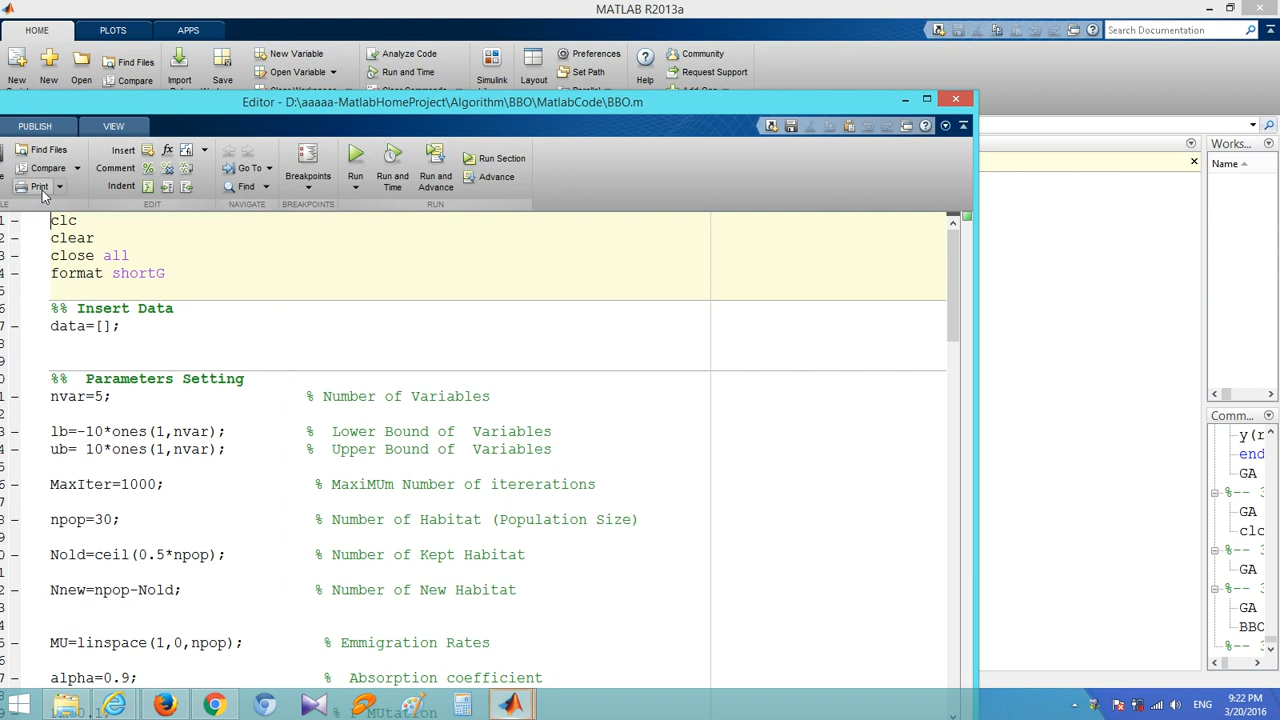 MATLAB R2013a
HOME PLOTS APPS
Search Documentation
New New Open Find Files Compare Import Save New Variable Open Variable Analyze Code Run and Time Simulink Layout Preferences Set Path Help Community Request Support
Editor - D:\aaaaa-MatlabHomeProject\Algorithm\BBO\MatlabCode\BBO.m
PUBLISH VIEW
Find Files
Compare
Print
Insert
Comment
Indent
Go To
Find
Breakpoints
Run
Run and Time
Run and Advance
Run Section
Advance
EDIT NAVIGATE BREAKPOINTS RUN
Works...
Name
clc
clear
close all
format shortG
%% Insert Data
data=[];
%%  Parameters Setting
nvar=5; % Number of Variables
lb=-10*ones(1,nvar); %  Lower Bound of  Variables
ub= 10*ones(1,nvar); %  Upper Bound of  Variables
MaxIter=1000; % MaxiMUm Number of itererations
npop=30; % Number of Habitat (Population Size)
Nold=ceil(0.5*npop); % Number of Kept Habitat
Nnew=npop-Nold; % Number of New Habitat
MU=linspace(1,0,npop); % Emmigration Rates
alpha=0.9; %  Absorption coefficient
Comm...
y(r
end
GA
%-- 3
GA
clc
%-- 3
GA
%-- 3
GA
BBO
%-- 3
ENG
9:22 PM
3/20/2016